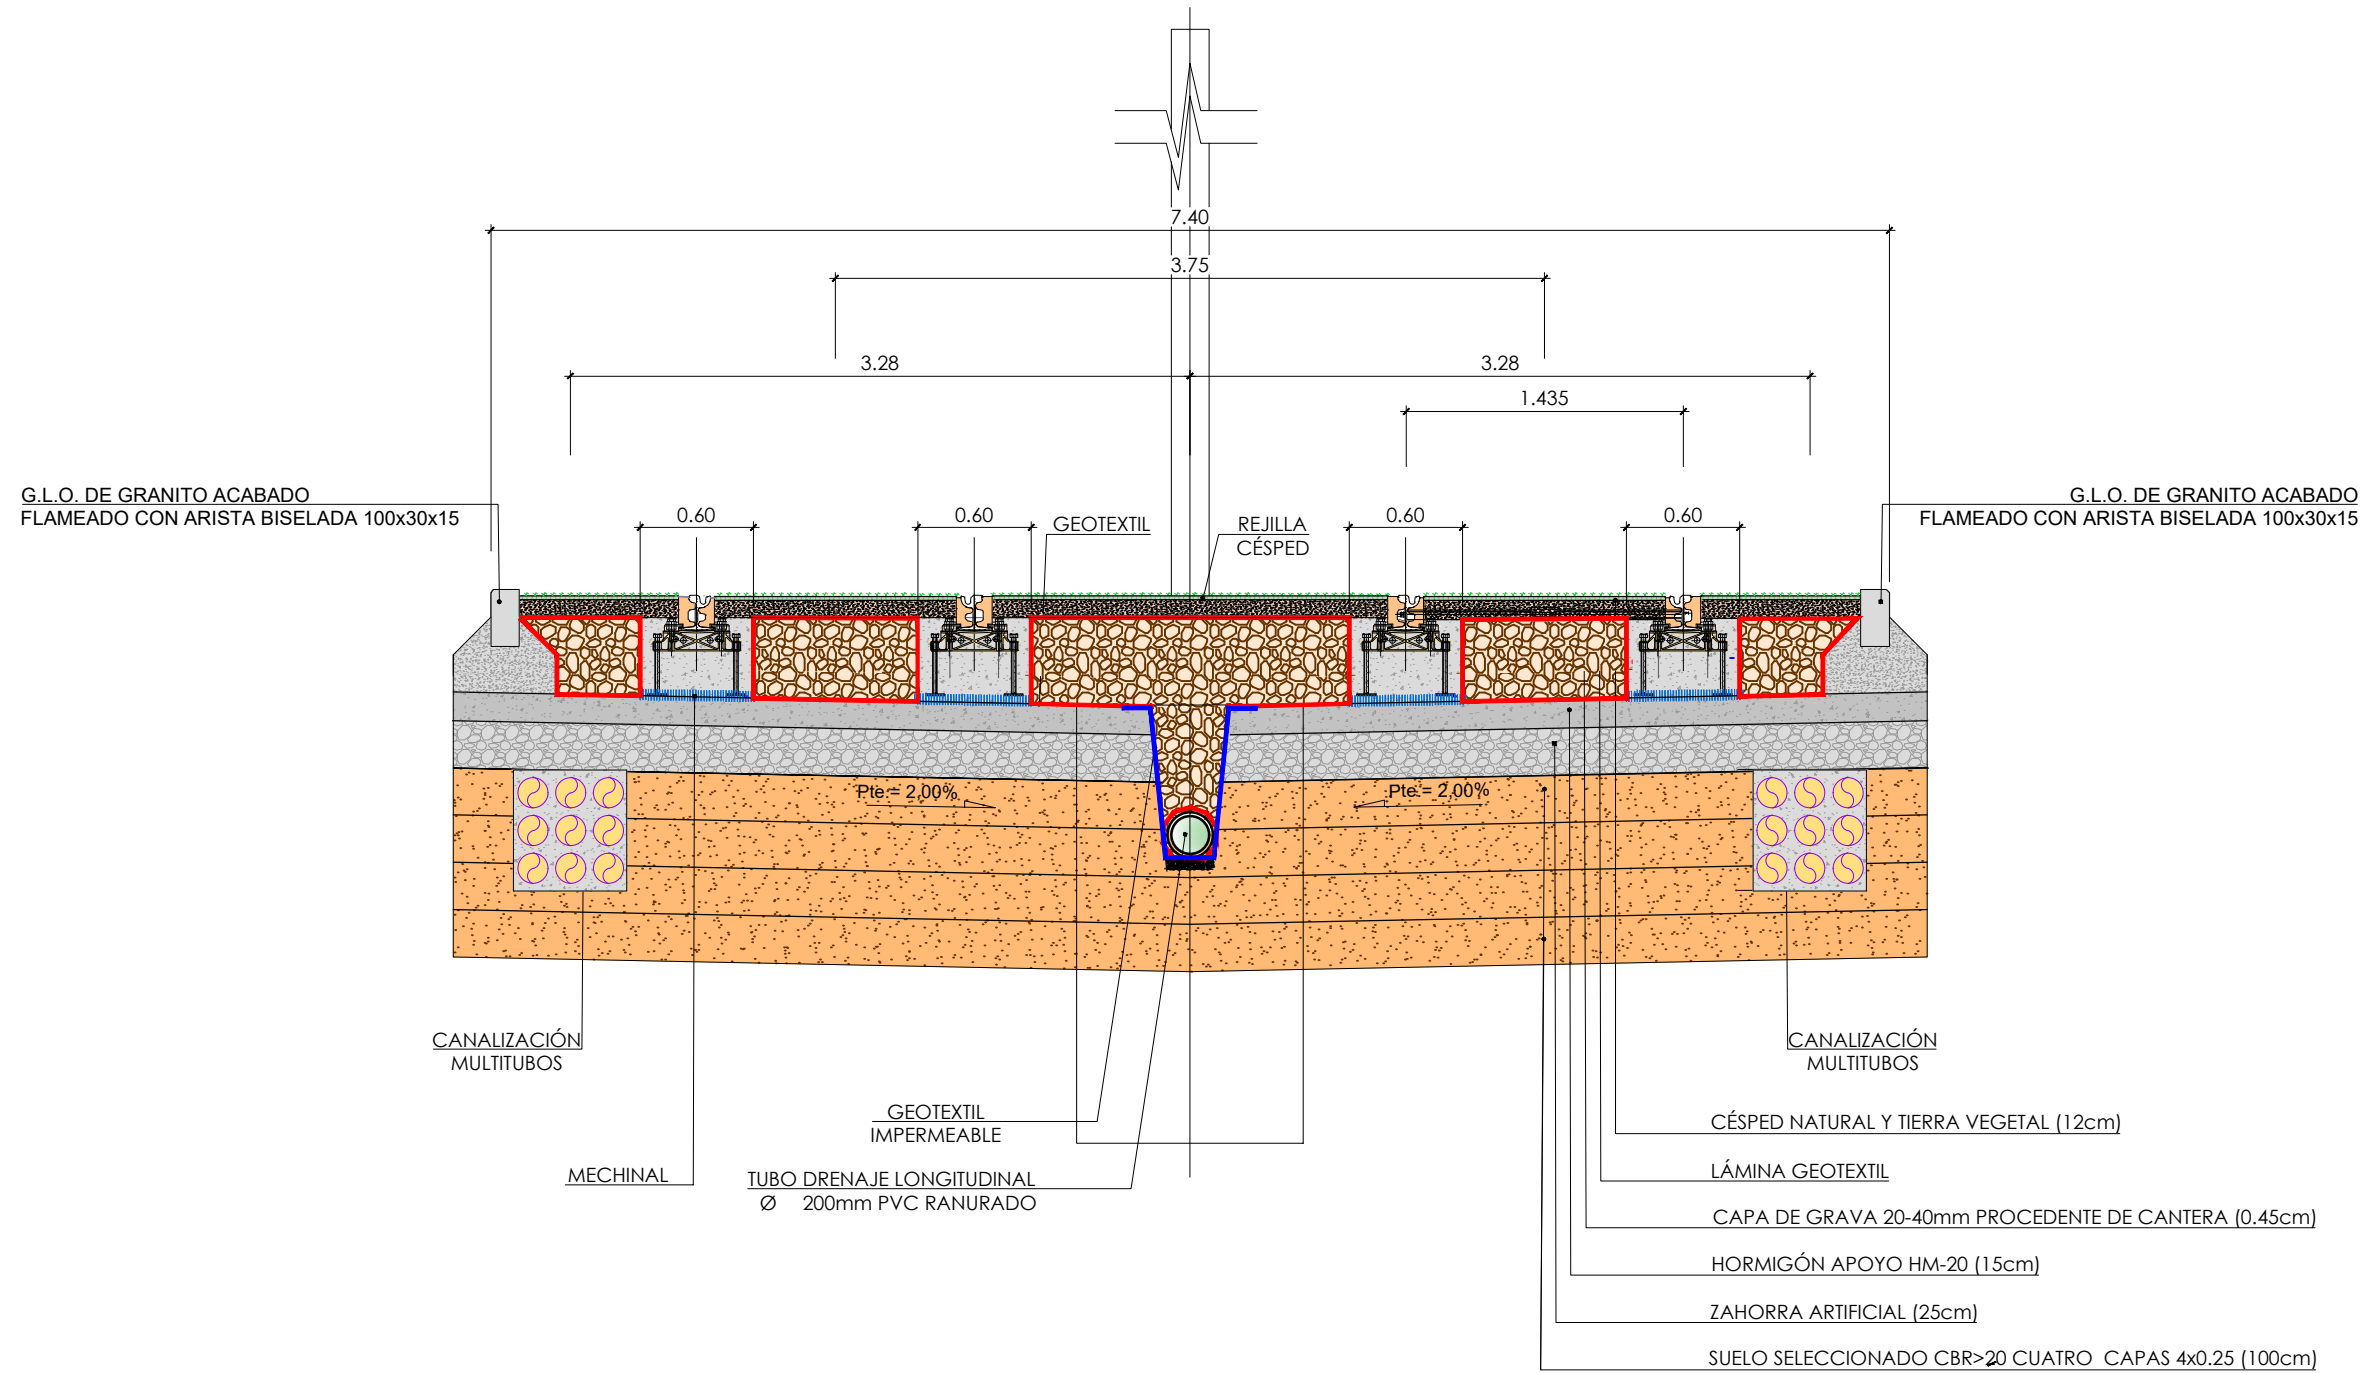 7.40
3.75
3.28
3.28
1.435
G.L.O. DE GRANITO ACABADO
FLAMEADO CON ARISTA BISELADA 100x30x15
G.L.O. DE GRANITO ACABADO
FLAMEADO CON ARISTA BISELADA 100x30x15
0.60
0.60
GEOTEXTIL
REJILLA
CÉSPED
0.60
0.60
Pte.= 2,00%
Pte.= 2,00%
CANALIZACIÓN
MULTITUBOS
CANALIZACIÓN
MULTITUBOS
GEOTEXTIL
IMPERMEABLE
CÉSPED NATURAL Y TIERRA VEGETAL (12cm)
MECHINAL
TUBO DRENAJE LONGITUDINAL
Ø 200mm PVC RANURADO
LÁMINA GEOTEXTIL
CAPA DE GRAVA 20-40mm PROCEDENTE DE CANTERA (0.45cm)
HORMIGÓN APOYO HM-20 (15cm)
ZAHORRA ARTIFICIAL (25cm)
SUELO SELECCIONADO CBR>20 CUATRO CAPAS 4x0.25 (100cm)